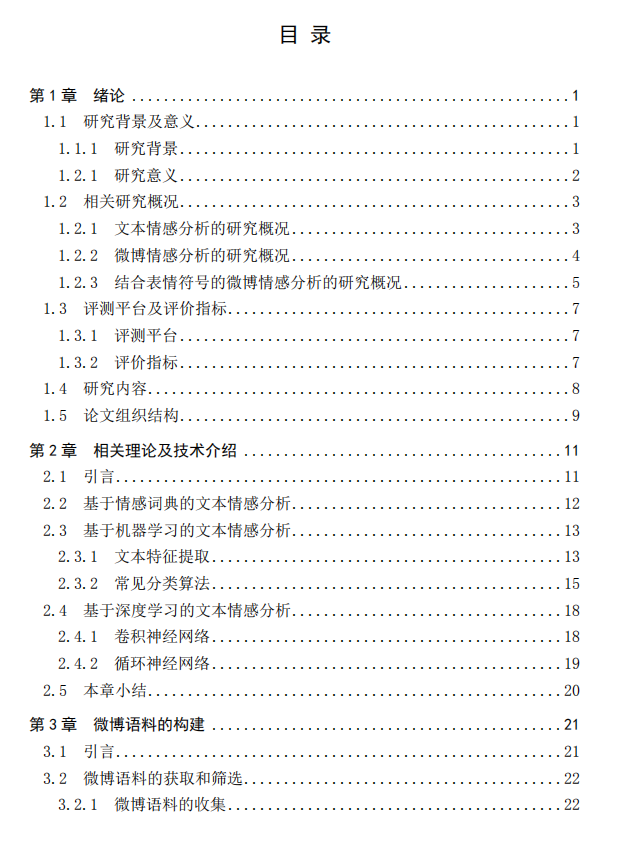 目 录
第 1 章 绪论 ........ 1
1.1 研究背景及意义 ........ 1
1.1.1 研究背景 ........ 1
1.2.1 研究意义 ........ 2
1.2 相关研究概况 ........ 3
1.2.1 文本情感分析的研究概况 ........ 3
1.2.2 微博情感分析的研究概况 ........ 4
1.2.3 结合表情符号的微博情感分析的研究概况 ........ 5
1.3 评测平台及评价指标 ........ 7
1.3.1 评测平台 ........ 7
1.3.2 评价指标 ........ 7
1.4 研究内容 ........ 8
1.5 论文组织结构 ........ 9
第 2 章 相关理论及技术介绍 ........ 11
2.1 引言 ........ 11
2.2 基于情感词典的文本情感分析 ........ 12
2.3 基于机器学习的文本情感分析 ........ 13
2.3.1 文本特征提取 ........ 13
2.3.2 常见分类算法 ........ 15
2.4 基于深度学习的文本情感分析 ........ 18
2.4.1 卷积神经网络 ........ 18
2.4.2 循环神经网络 ........ 19
2.5 本章小结 ........ 20
第 3 章 微博语料的构建 ........ 21
3.1 引言 ........ 21
3.2 微博语料的获取和筛选 ........ 22
3.2.1 微博语料的收集 ........ 22